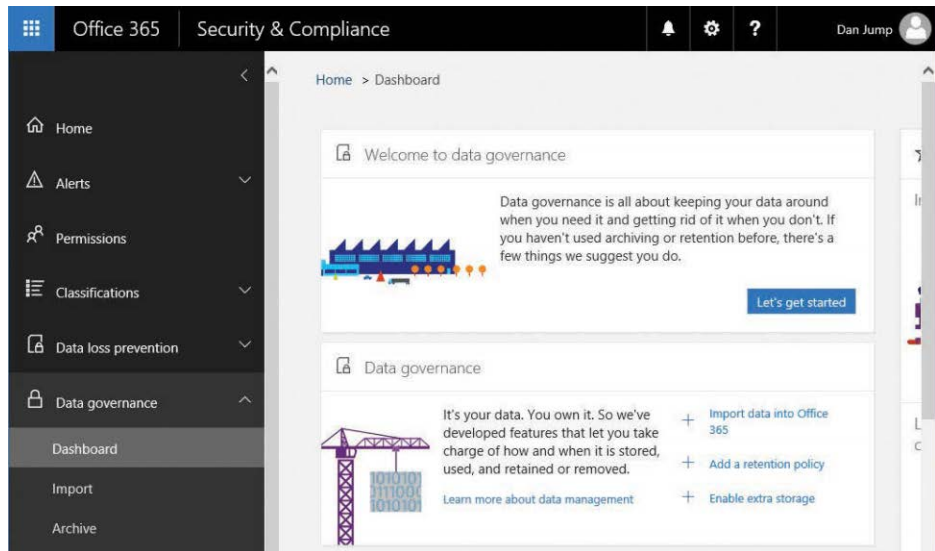 Office 365
Security & Compliance
?
Dan Jump
Home > Dashboard
Home
Alerts
Permissions
Classifications
Data loss prevention
Data governance
Dashboard
Import
Archive
Welcome to data governance
Data governance is all about keeping your data around
when you need it and getting rid of it when you don't. If
you haven't used archiving or retention before, there's a
few things we suggest you do.
Let's get started
Data governance
It's your data. You own it. So we've
developed features that let you take
charge of how and when it is stored,
used, and retained or removed.
Learn more about data management
1010101
0111000
1010101
+ Import data into Office
365
+ Add a retention policy
+ Enable extra storage